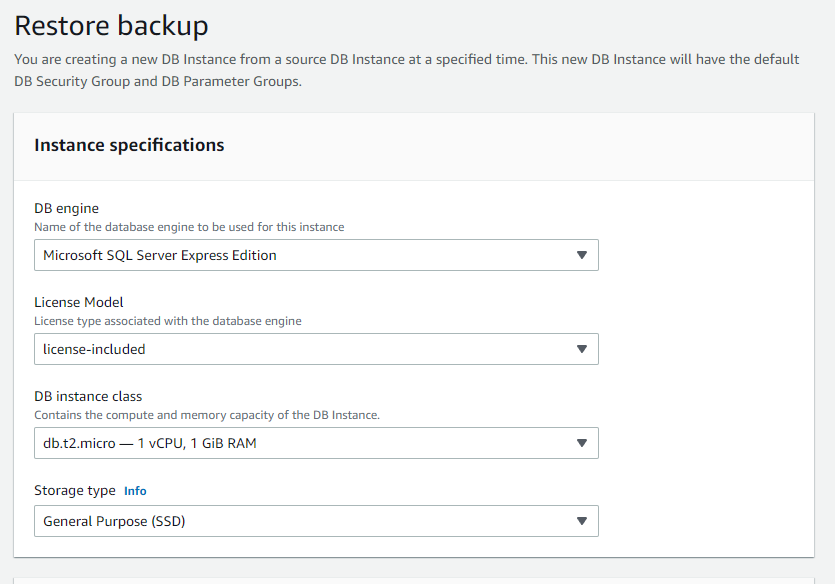 Restore backup
You are creating a new DB Instance from a source DB Instance at a specified time. This new DB Instance will have the default
DB Security Group and DB Parameter Groups.
Instance specifications
DB engine
Name of the database engine to be used for this instance
Microsoft SQL Server Express Edition
License Model
License type associated with the database engine
license-included
DB instance class
Contains the compute and memory capacity of the DB Instance.
db.t2.micro — 1 vCPU, 1 GiB RAM
Storage type Info
General Purpose (SSD)